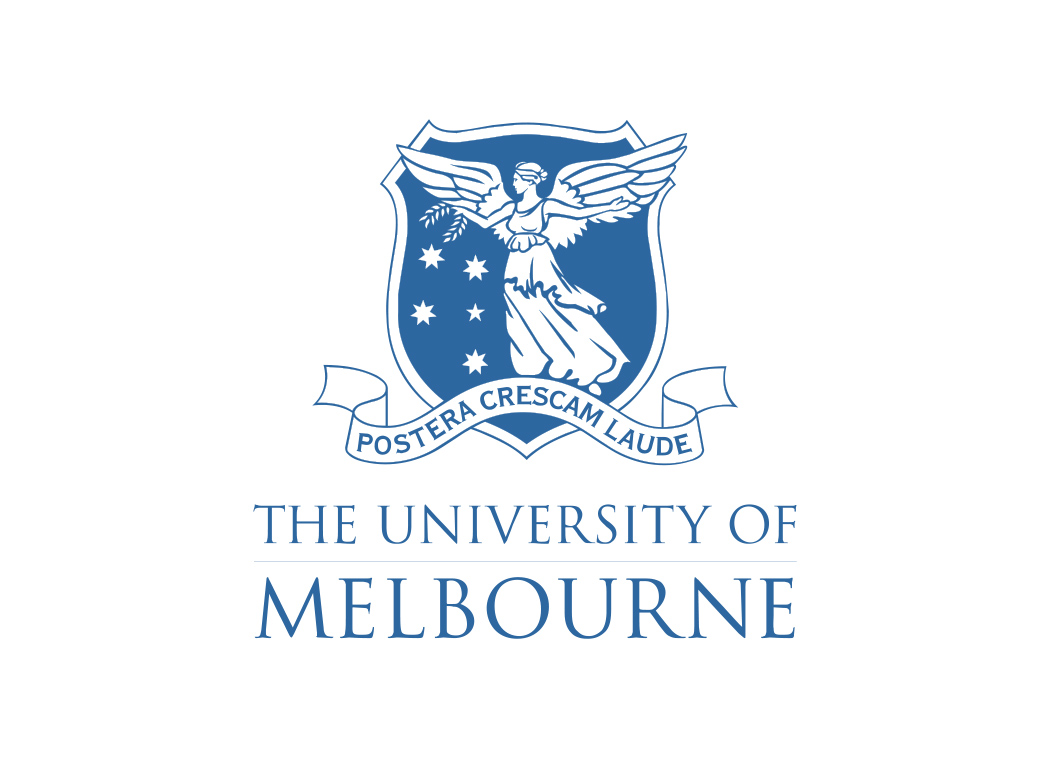 POSTERA CRESCAM LAUDE
THE UNIVERSITY OF
MELBOURNE